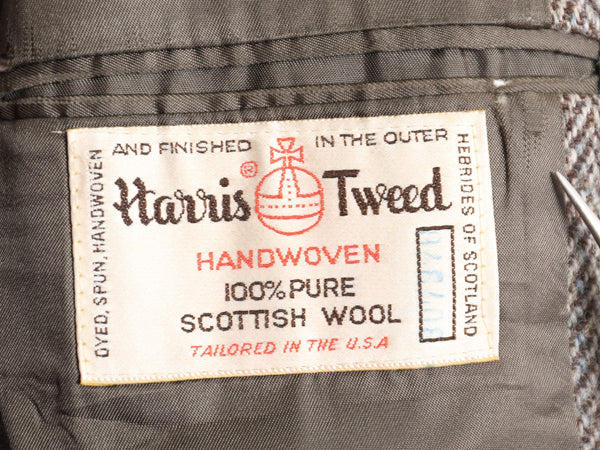 DYED, SPUN, HANDWOVEN
AND FINISHED
IN THE OUTER
HEBRIDES OF SCOTLAND
Harris® Tweed
HANDWOVEN
100% PURE
SCOTTISH WOOL
TAILORED IN THE U.S.A